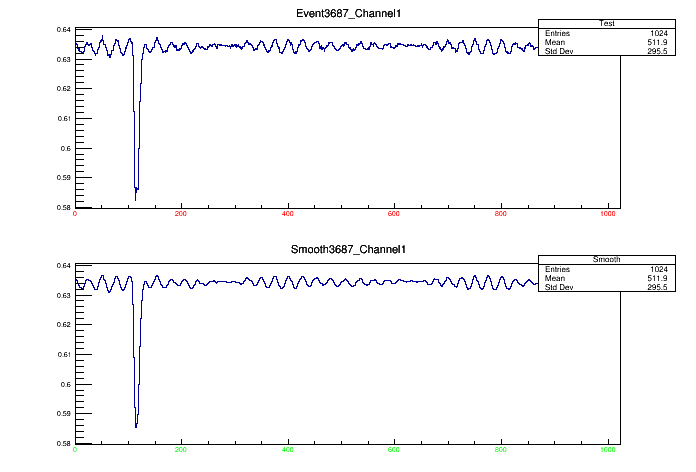 Event3687_Channel1
Test
Entries 1024
Mean 511.9
Std Dev 295.5
0.64
0.63
0.62
0.61
0.6
0.59
0.58
0 200 400 600 800 1000
Smooth3687_Channel1
Smooth
Entries 1024
Mean 511.9
Std Dev 295.5
0.64
0.63
0.62
0.61
0.6
0.59
0.58
0 200 400 600 800 1000